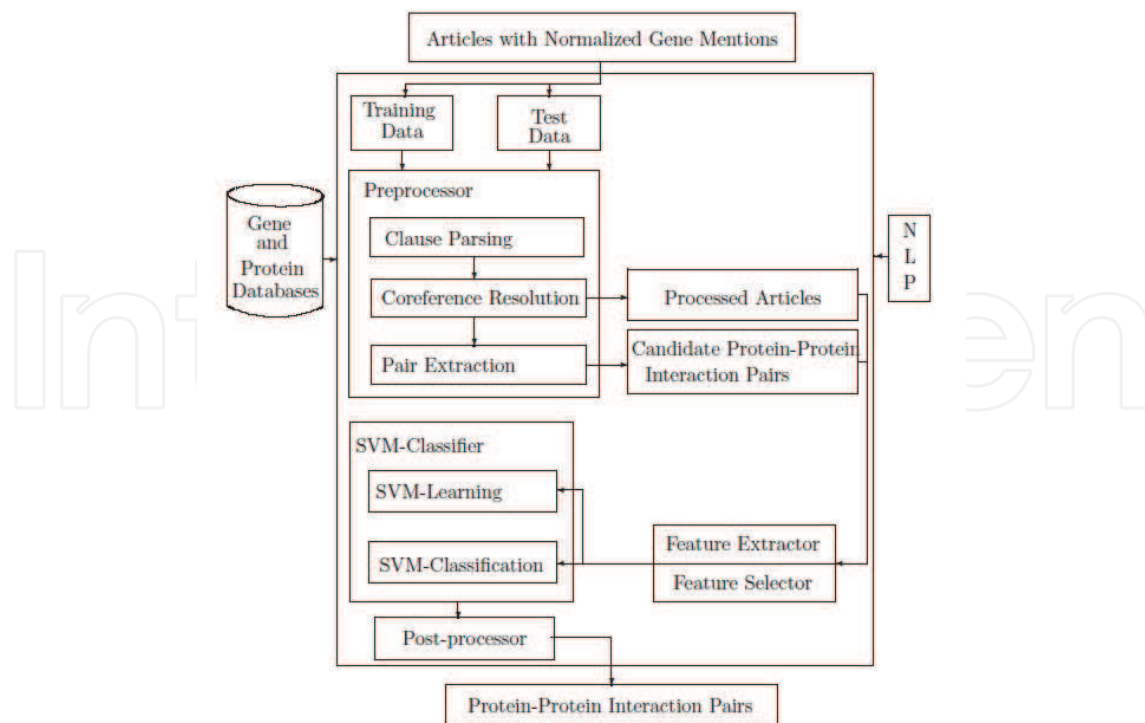 Articles with Normalized Gene Mentions
Training
Data
Test
Data
Preprocessor
Clause Parsing
Coreference Resolution
Pair Extraction
Gene
and
Protein
Databases
N
L
P
Processed Articles
Candidate Protein-Protein
Interaction Pairs
SVM-Classifier
SVM-Learning
SVM-Classification
Feature Extractor
Feature Selector
Post-processor
Protein-Protein Interaction Pairs
Int
en